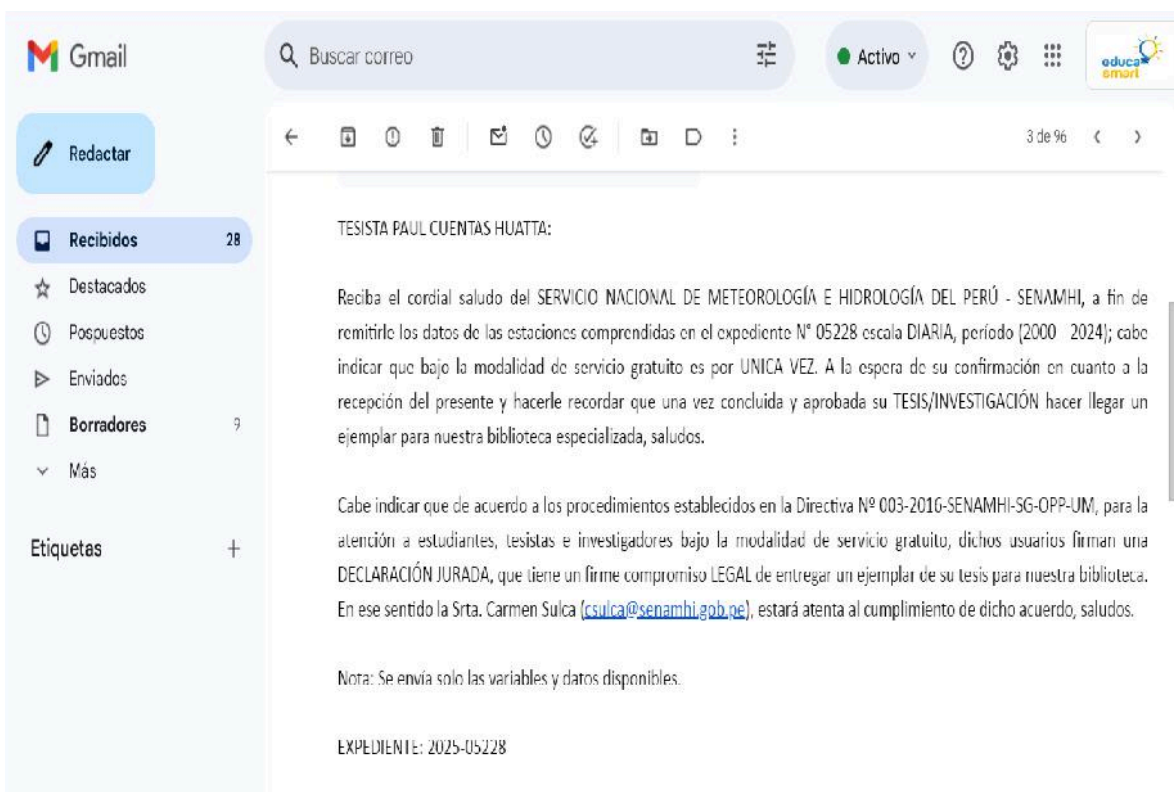 Gmail
Buscar correo
Activo
educa
smart
Redactar
3 de 96
Recibidos 28
Destacados
Pospuestos
Enviados
Borradores 9
Más
Etiquetas +
TESISTA PAUL CUENTAS HUATTA:
Reciba el cordial saludo del SERVICIO NACIONAL DE METEOROLOGÍA E HIDROLOGÍA DEL PERÚ - SENAMHI, a fin de
remitirle los datos de las estaciones comprendidas en el expediente N° 05228 escala DIARIA, período (2000 2024); cabe
indicar que bajo la modalidad de servicio gratuito es por UNICA VEZ. A la espera de su confirmación en cuanto a la
recepción del presente y hacerle recordar que una vez concluida y aprobada su TESIS/INVESTIGACIÓN hacer llegar un
ejemplar para nuestra biblioteca especializada, saludos.
Cabe indicar que de acuerdo a los procedimientos establecidos en la Directiva Nº 003-2016-SENAMHI-SG-OPP-UM, para la
atención a estudiantes, tesistas e investigadores bajo la modalidad de servicio gratuito, dichos usuarios firman una
DECLARACIÓN JURADA, que tiene un firme compromiso LEGAL de entregar un ejemplar de su tesis para nuestra biblioteca.
En ese sentido la Srta. Carmen Sulca (csulca@senamhi.gob.pe), estará atenta al cumplimiento de dicho acuerdo, saludos.
Nota: Se envía solo las variables y datos disponibles.
EXPEDIENTE: 2025-05228